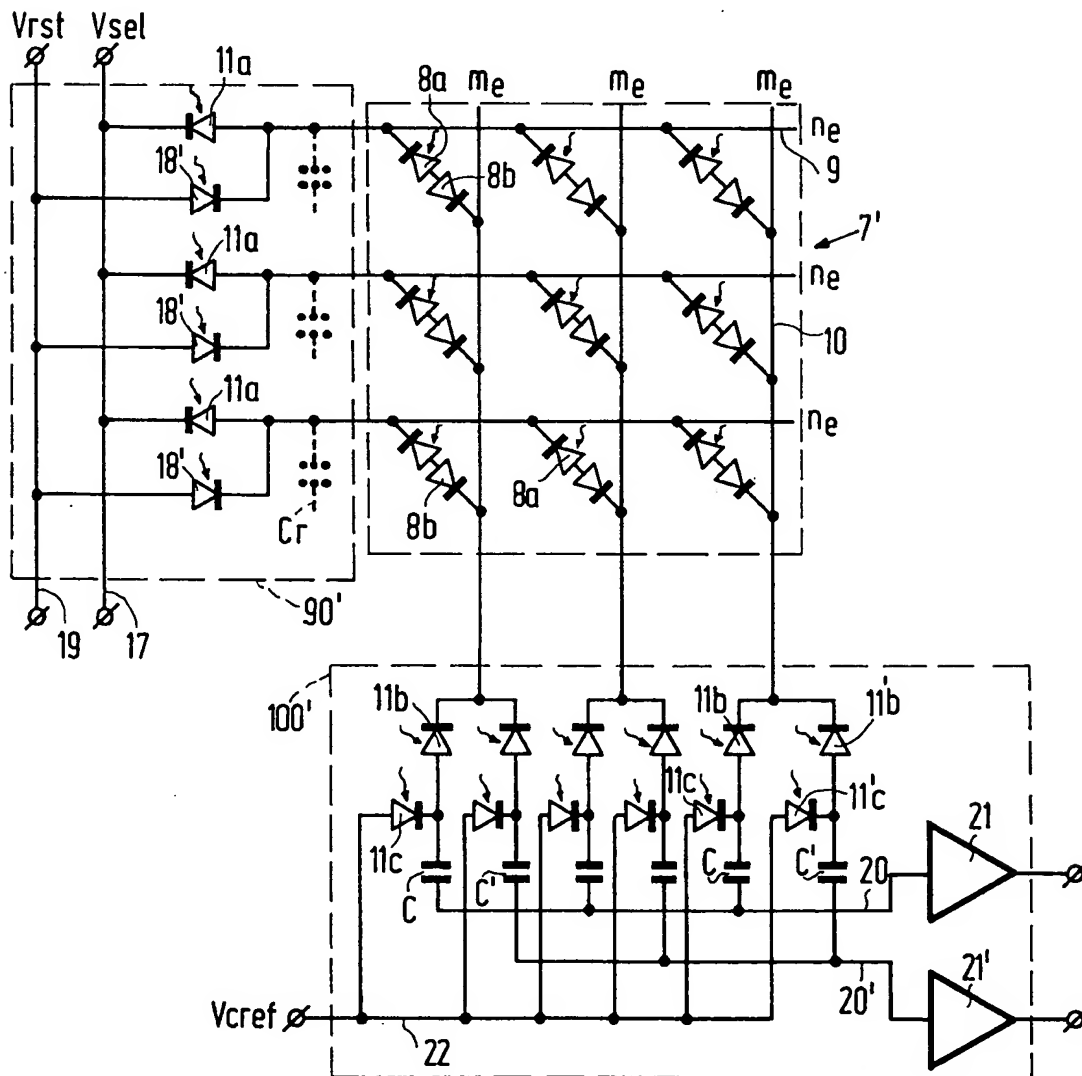 Vrst Vsel
11a 8a me me me
ne
9
18' 8b
7'
11a ne
18' 10
11a ne
18' 8a
Cr 8b
90'
19 17
100' 11b 11b 11'b
11c 11'c
11c 21
C C' C C' 20
20' 21'
Vcref 22